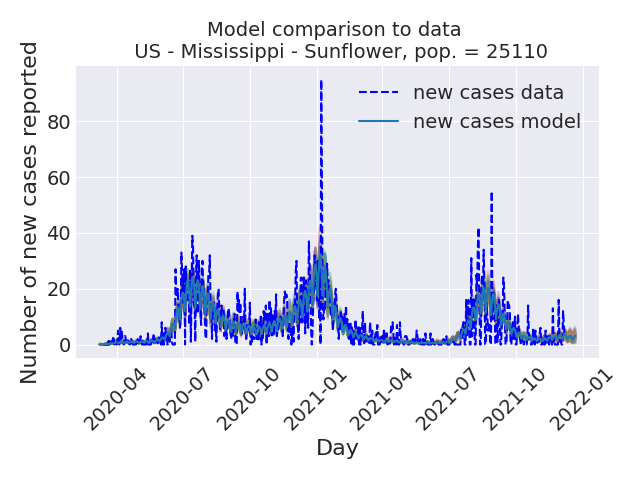 Model comparison to data
US - Mississippi - Sunflower, pop. = 25110
Number of new cases reported
new cases data
new cases model
80
60
40
20
0
2020-04
2020-07
2020-10
2021-01
2021-04
2021-07
2021-10
2022-01
Day